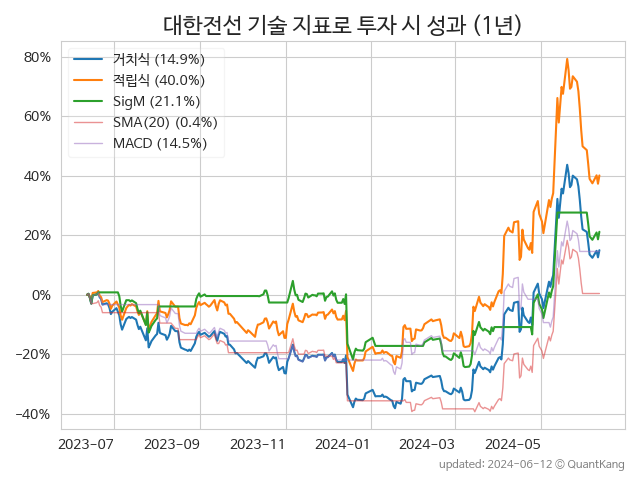 대한전선 기술 지표로 투자 시 성과 (1년)
80%
60%
40%
20%
0%
−20%
−40%
거치식 (14.9%)
적립식 (40.0%)
SigM (21.1%)
SMA(20) (0.4%)
MACD (14.5%)
2023-07 2023-09 2023-11 2024-01 2024-03 2024-05
updated: 2024-06-12 © QuantKang